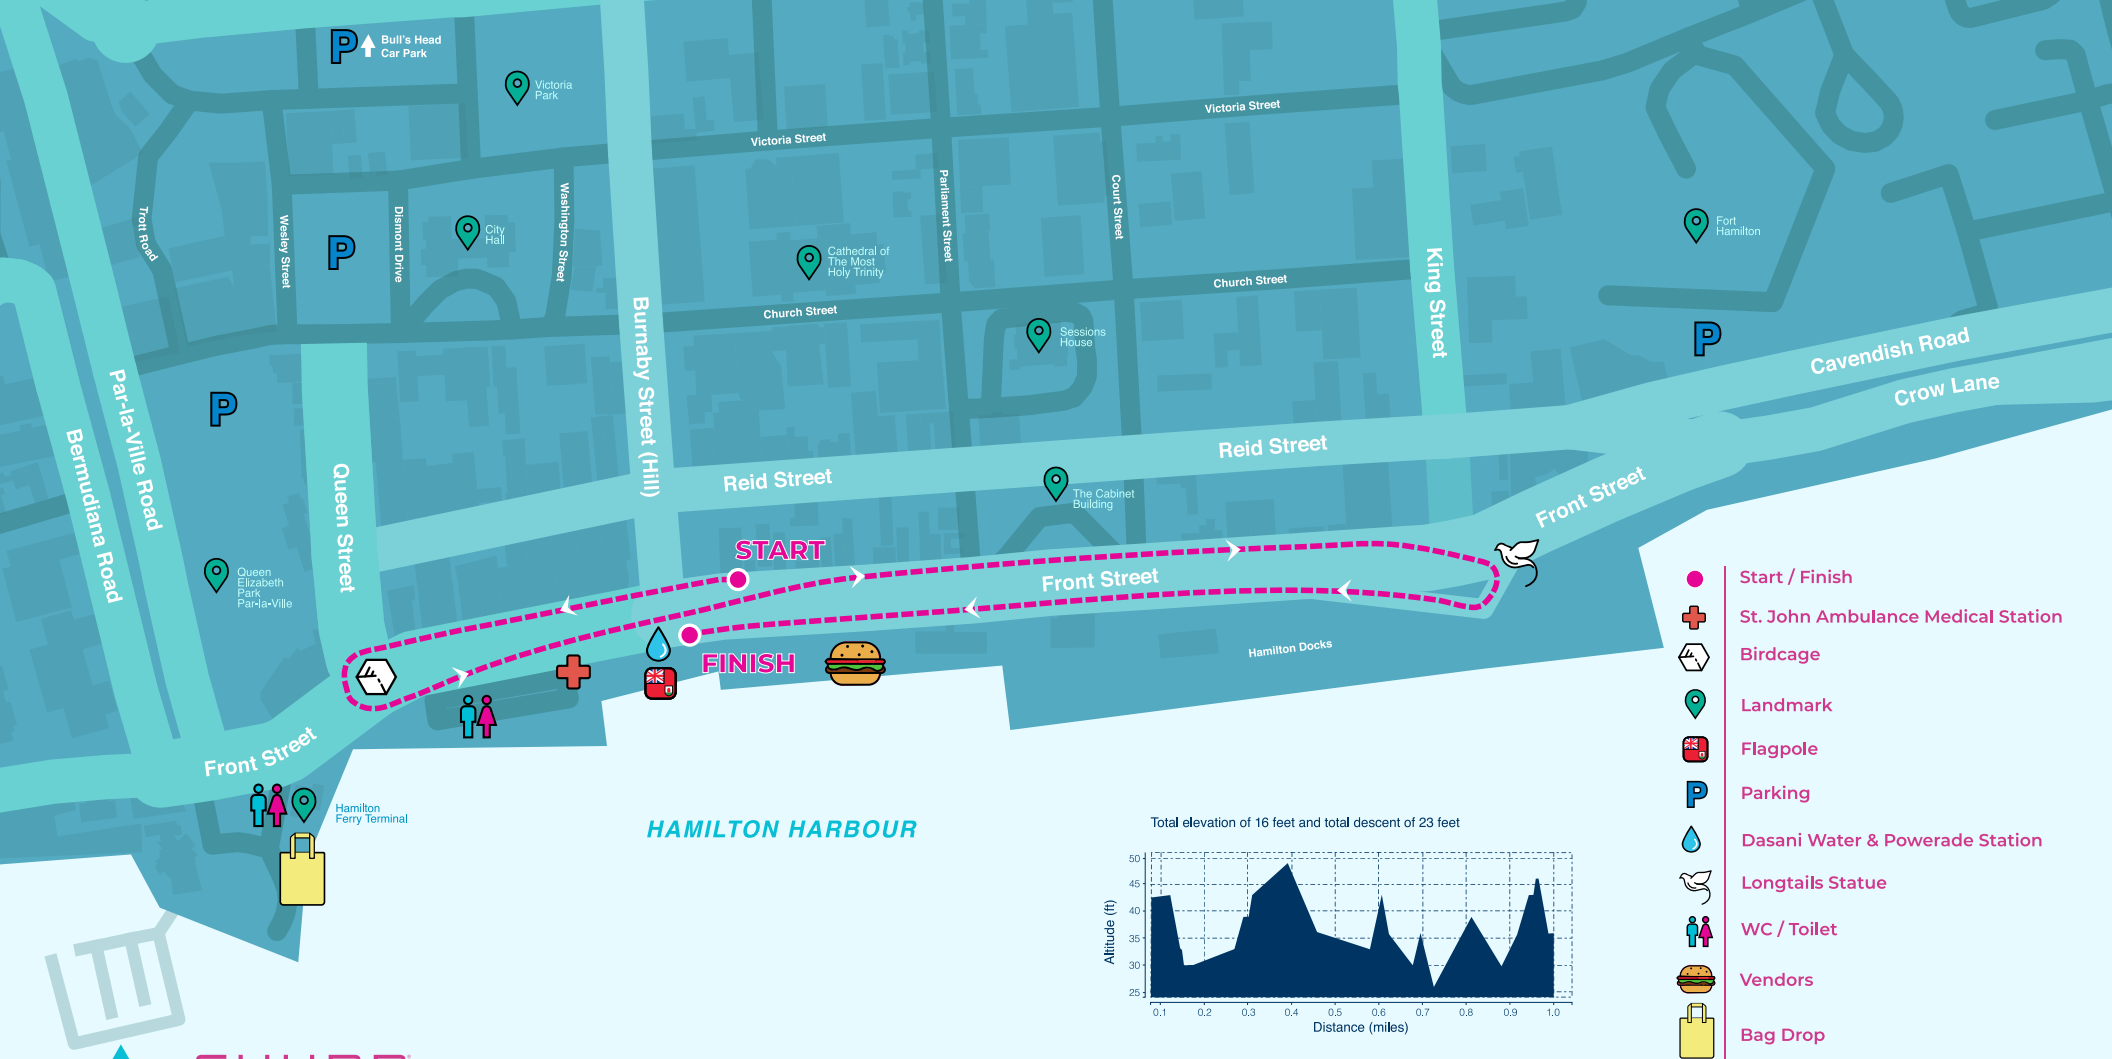 Bull's Head
Car Park
Victoria
Park
Victoria Street
Victoria Street
Trott Road
Wesley Street
Dismont Drive
City
Hall
Washington Street
Burnaby Street (Hill)
Cathedral of
The Most
Holy Trinity
Parliament Street
Court Street
Church Street
Church Street
Sessions
House
King Street
Fort
Hamilton
Cavendish Road
Crow Lane
Par-la-Ville Road
Bermudiana Road
Queen Street
Reid Street
Reid Street
The Cabinet
Building
Front Street
Queen
Elizabeth
Park
Par-la-Ville
START
Front Street
FINISH
Hamilton Docks
Front Street
Hamilton
Ferry Terminal
HAMILTON HARBOUR
P
P
P
P
Start / Finish
St. John Ambulance Medical Station
Birdcage
Landmark
Flagpole
P
Parking
Dasani Water & Powerade Station
Longtails Statue
WC / Toilet
Vendors
Bag Drop
Total elevation of 16 feet and total descent of 23 feet
Altitude (ft)
50
45
40
35
30
25
0.1 0.2 0.3 0.4 0.5 0.6 0.7 0.8 0.9 1.0
Distance (miles)